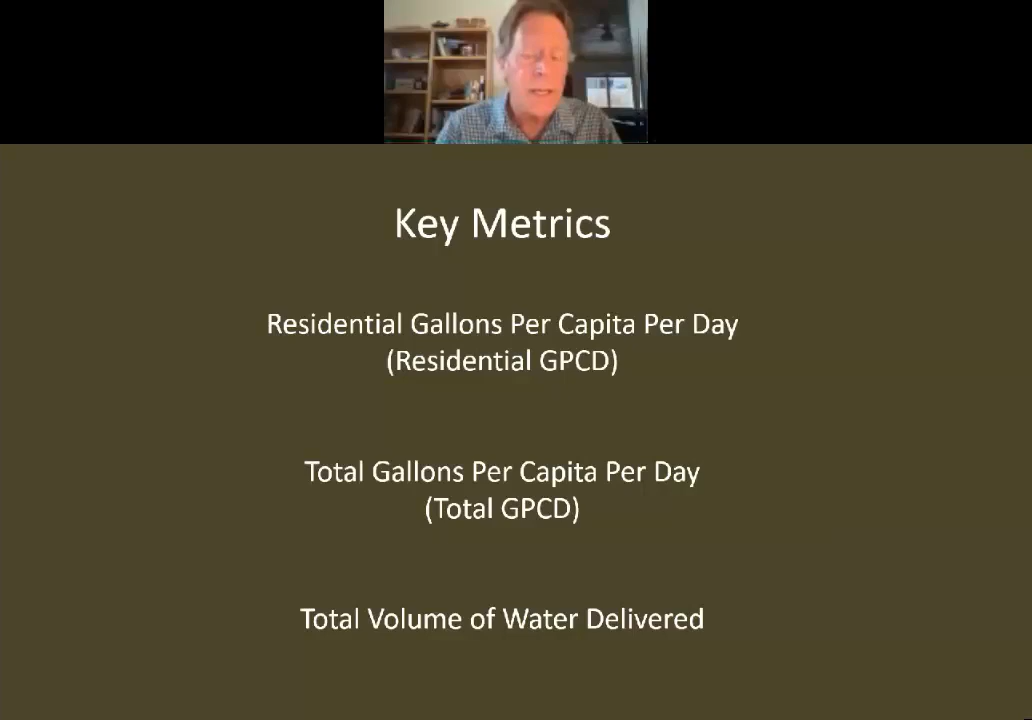 Key Metrics
Residential Gallons Per Capita Per Day
(Residential GPCD)
Total Gallons Per Capita Per Day
(Total GPCD)
Total Volume of Water Delivered